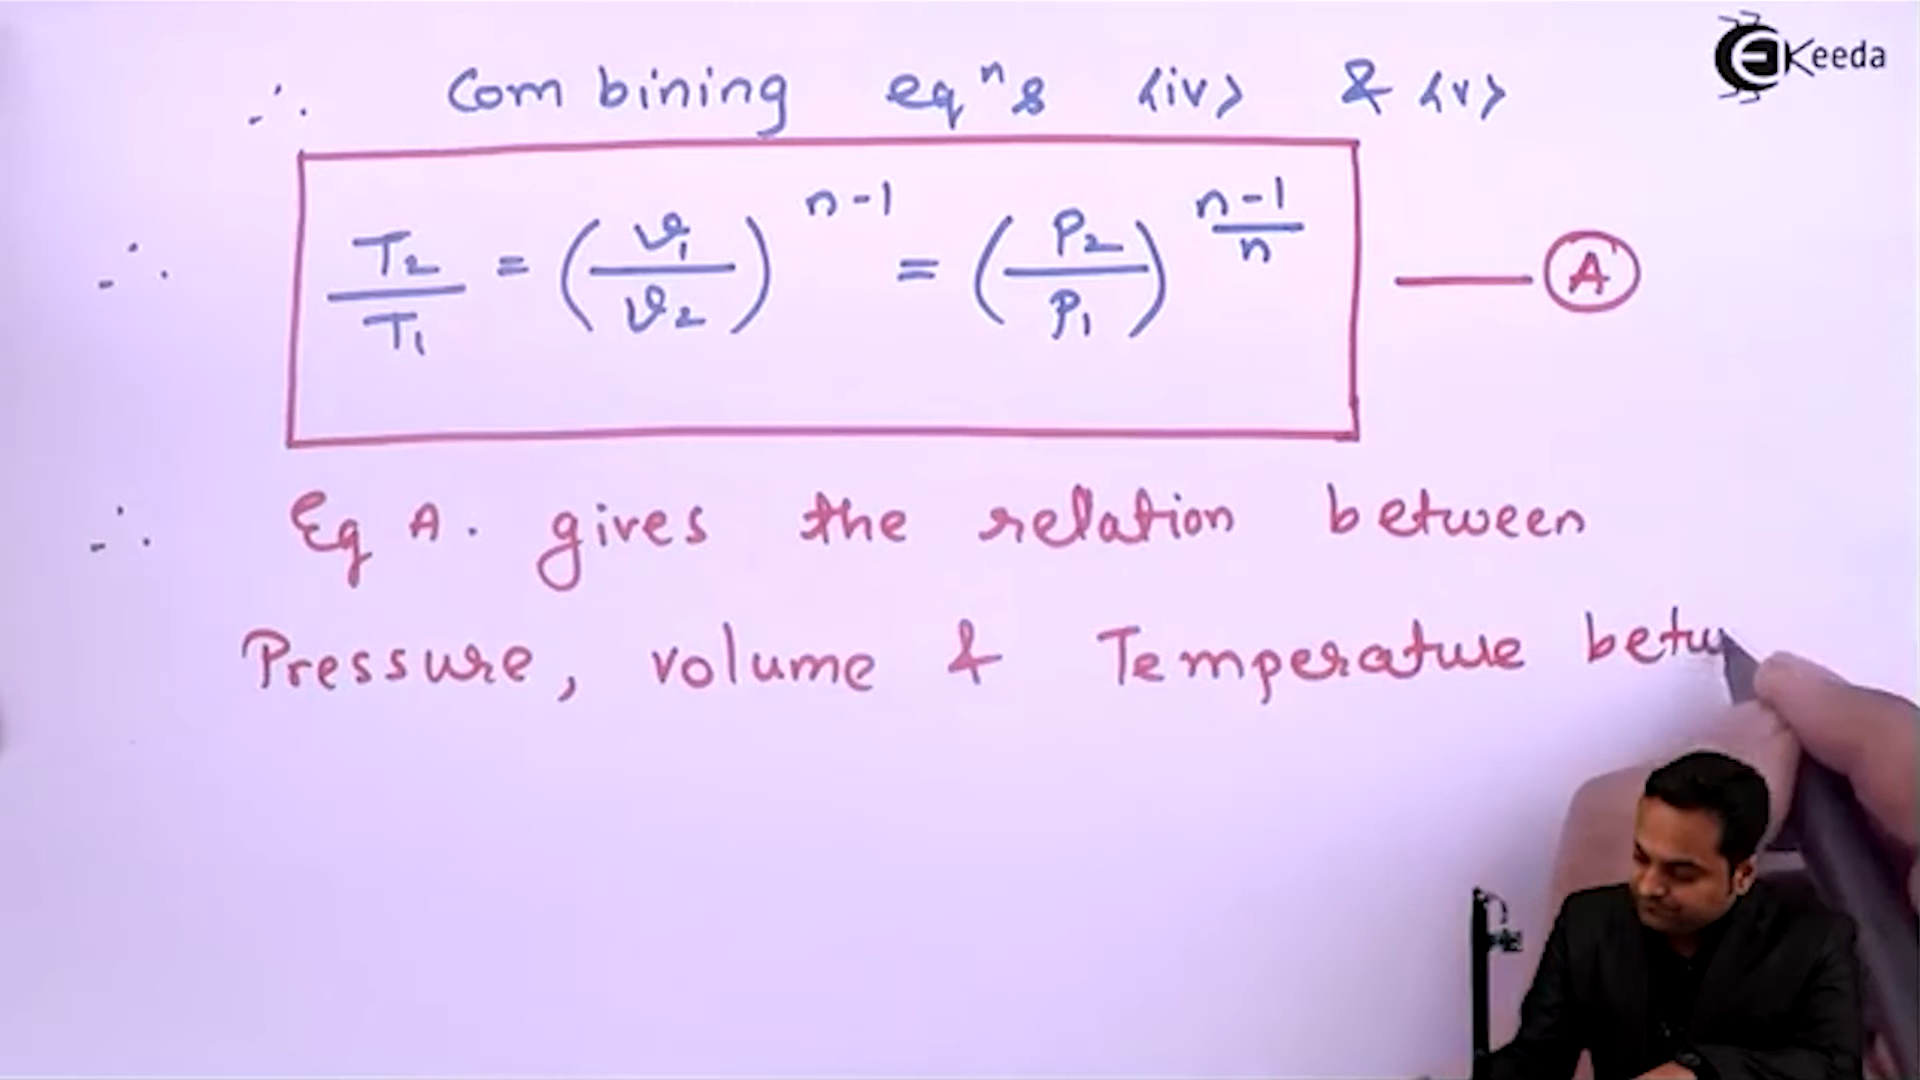 EKeeda
∴ Combining eqⁿs <iv> & <v>
∴ T₂/T₁ = (v₁/v₂)ⁿ⁻¹ = (P₂/P₁)^((n-1)/n) — A
∴ Eq A. gives the relation between
Pressure, volume & Temperature betw